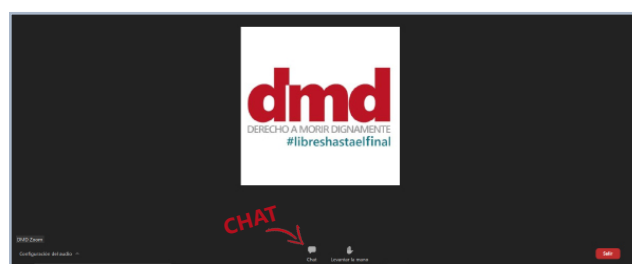 dmd
DERECHO A MORIR DIGNAMENTE
#libreshastaelfinal
CHAT
DMD Zoom
Configuración del audio
Chat
Levantar la mano
Salir